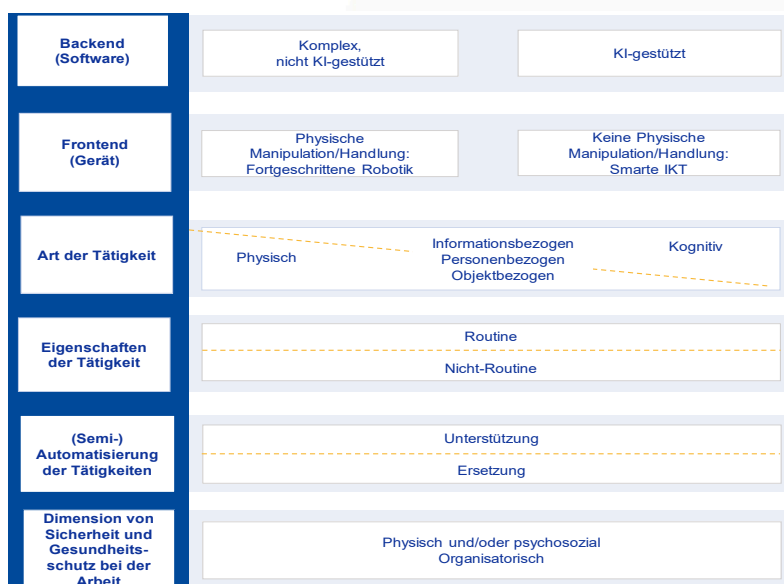 Backend
(Software)
Komplex,
nicht KI-gestützt
KI-gestützt
Frontend
(Gerät)
Physische
Manipulation/Handlung:
Fortgeschrittene Robotik
Keine Physische
Manipulation/Handlung:
Smarte IKT
Art der Tätigkeit
Physisch
Informationsbezogen
Personenbezogen
Objektbezogen
Kognitiv
Eigenschaften
der Tätigkeit
Routine
Nicht-Routine
(Semi-)
Automatisierung
der Tätigkeiten
Unterstützung
Ersetzung
Dimension von
Sicherheit und
Gesundheits-
schutz bei der
Arbeit
Physisch und/oder psychosozial
Organisatorisch